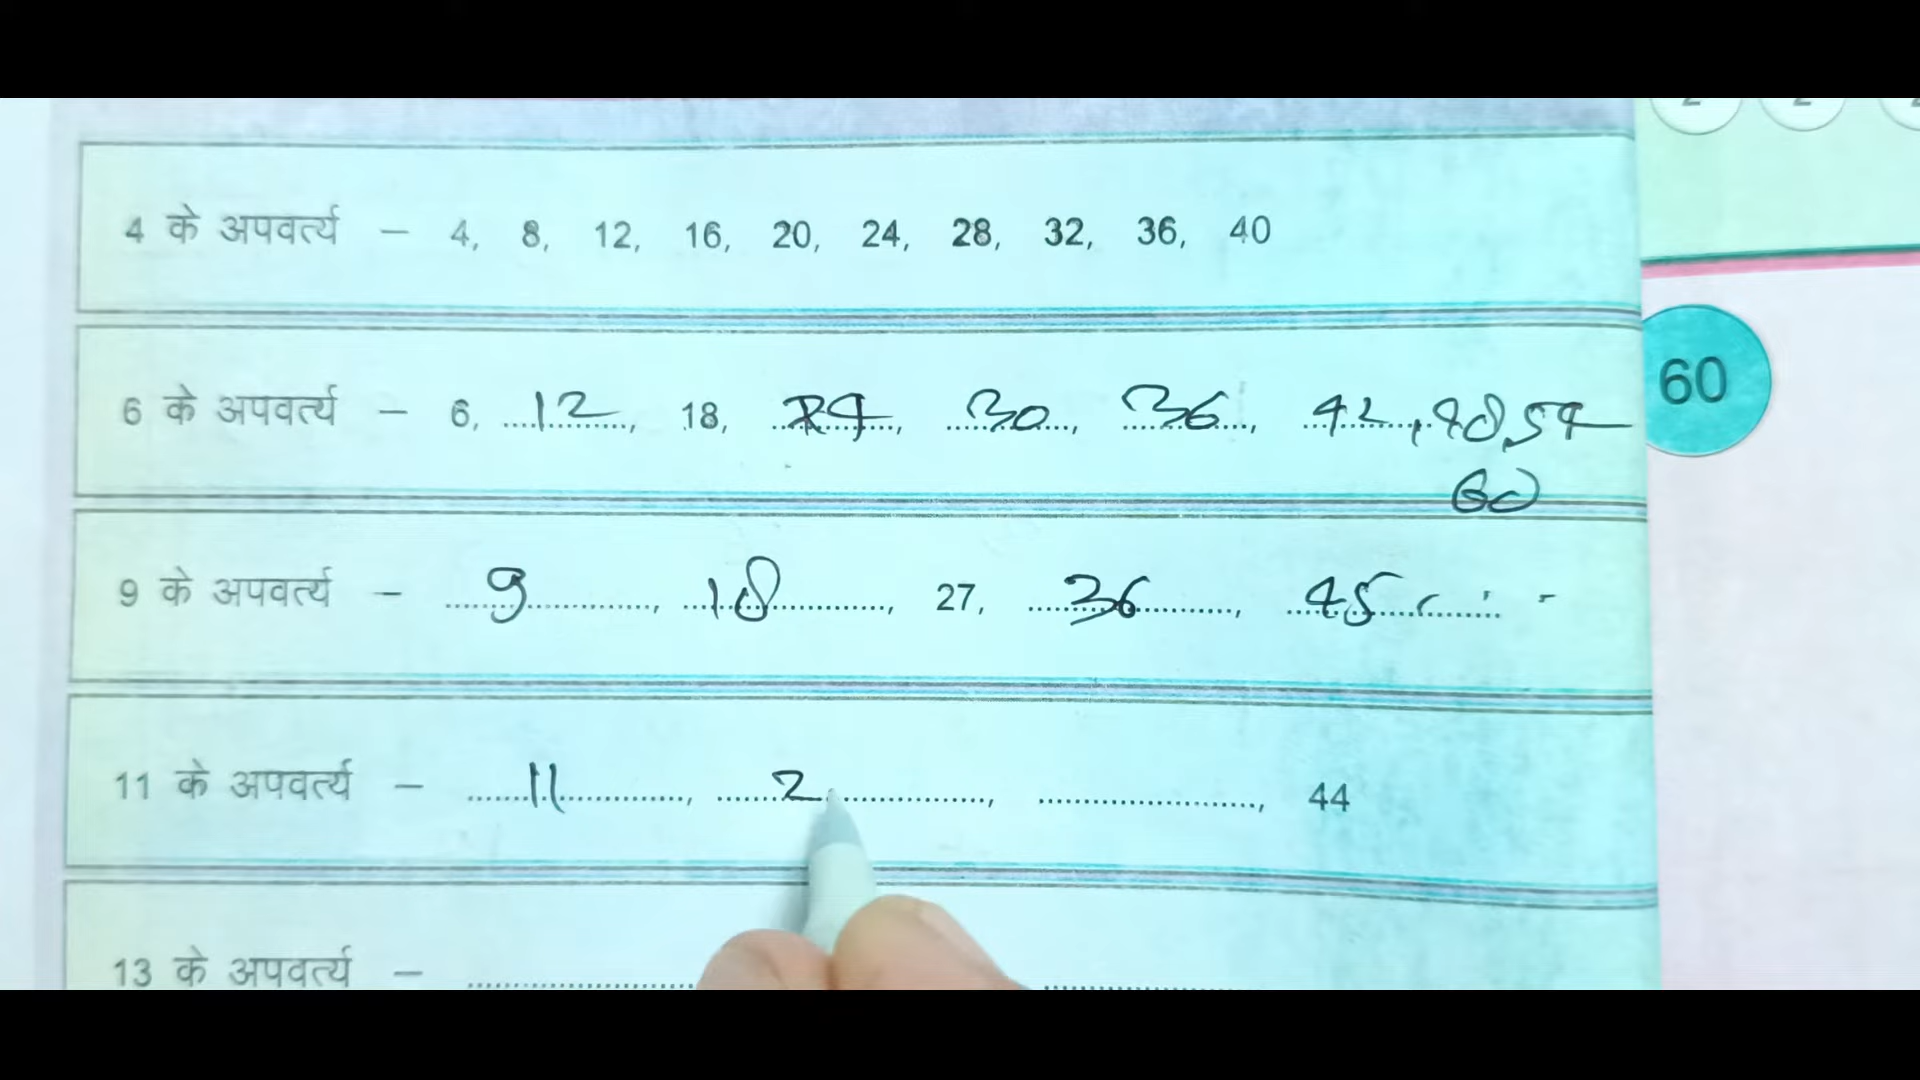 4 के अपवर्त्य – 4, 8, 12, 16, 20, 24, 28, 32, 36, 40
6 के अपवर्त्य – 6, 12, 18, 24, 30, 36, 42, 48, 54
60
60
9 के अपवर्त्य – 9, 18, 27, 36, 45
11 के अपवर्त्य – 11, 2, 44
13 के अपवर्त्य –